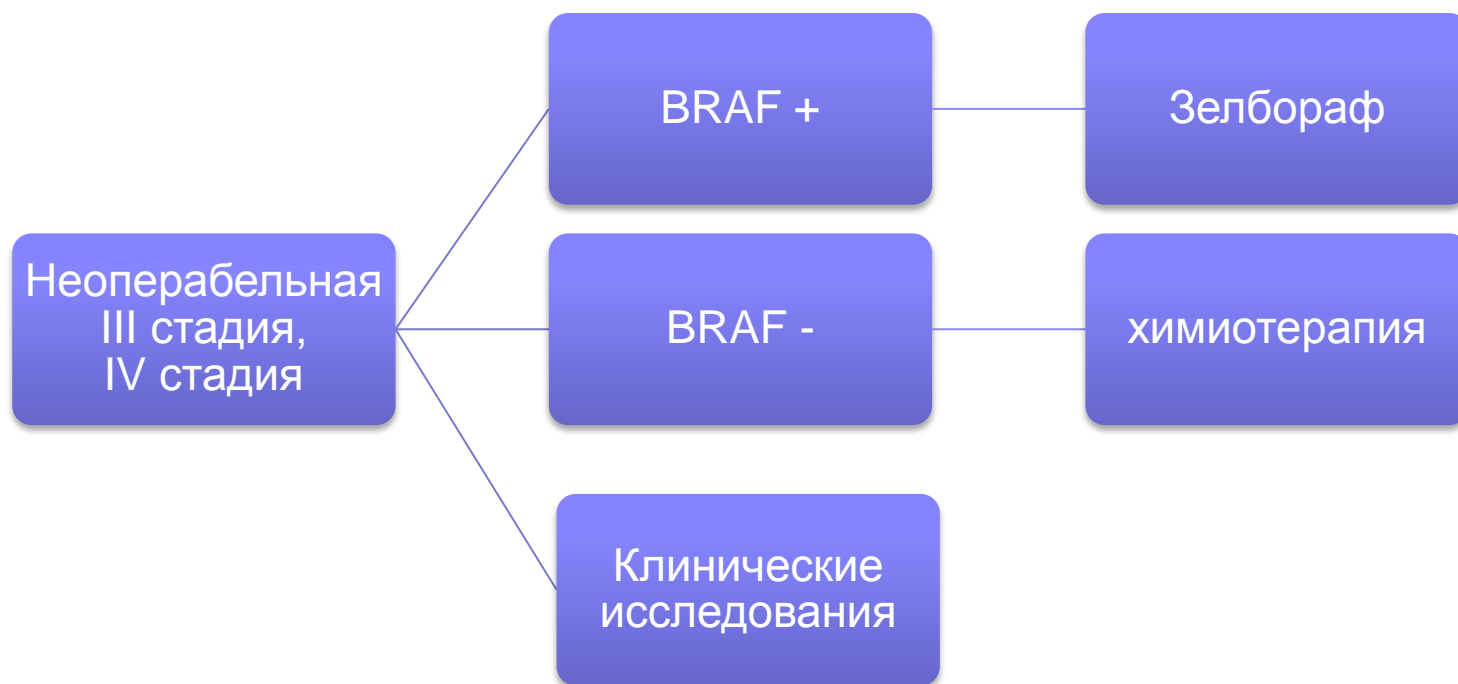 BRAF +
Зелбораф
Неоперабельная
III стадия,
IV стадия
BRAF -
химиотерапия
Клинические
исследования